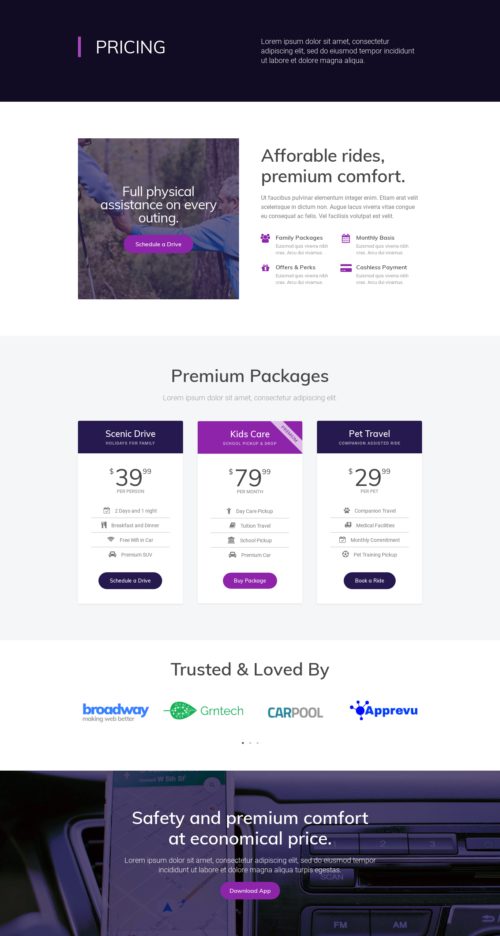 PRICING
Lorem ipsum dolor sit amet, consectetur
adipiscing elit, sed do eiusmod tempor incididunt
ut labore et dolore magna aliqua.
Full physical
assistance on every
outing.
Schedule a Drive
Afforable rides,
premium comfort.
Ut faucibus pulvinar elementum integer enim. Etiam erat velit
scelerisque in dictum non. Augue lacus viverra vitae congue
eu consequat ac felis. Vel facilisis volutpat est velit.
Family Packages
Euismod quis viverra nibh
cras. Arcu dui vivamus
Monthly Basis
Euismod quis viverra nibh
cras. Arcu dui vivamus
Offers & Perks
Euismod quis viverra nibh
cras. Arcu dui vivamus
Cashless Payment
Euismod quis viverra nibh
cras. Arcu dui vivamus
Premium Packages
Lorem ipsum dolor sit amet, consectetur adipiscing elit.
Scenic Drive
HOLIDAYS FOR FAMILY
$39.99
PER PERSON
2 Days and 1 night
Breakfast and Dinner
Free Wifi in Car
Premium SUV
Schedule a Drive
Kids Care
SCHOOL PICKUP & DROP
$79.99
PER MONTH
Day Care Pickup
Tuition Travel
School Pickup
Premium Car
Buy Package
Pet Travel
COMPANION ASSISTED RIDE
$29.99
PER PET
Companion Travel
Medical Facilities
Monthly Commitment
Pet Training Pickup
Book a Ride
Trusted & Loved By
broadway
making web better
Grntech
CARPOOL
Apprevu
Safety and premium comfort
at economical price.
Lorem ipsum dolor sit amet, consectetur adipiscing elit, sed do eiusmod tempor
incididunt ut labore et dolore magna aliqua turpis egestas.
Download App
SCAN
FM
AM